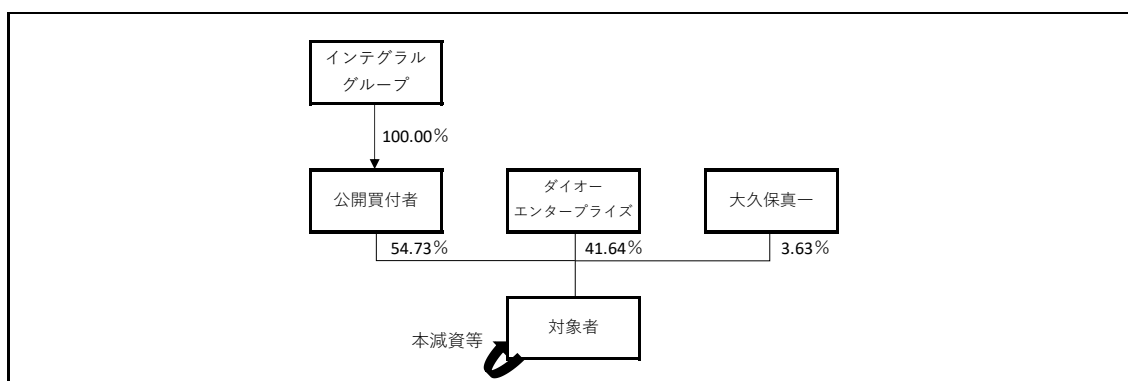 インテグラル
グループ
100.00%
公開買付者
ダイオー
エンタープライズ
大久保真一
54.73%
41.64%
3.63%
対象者
本減資等